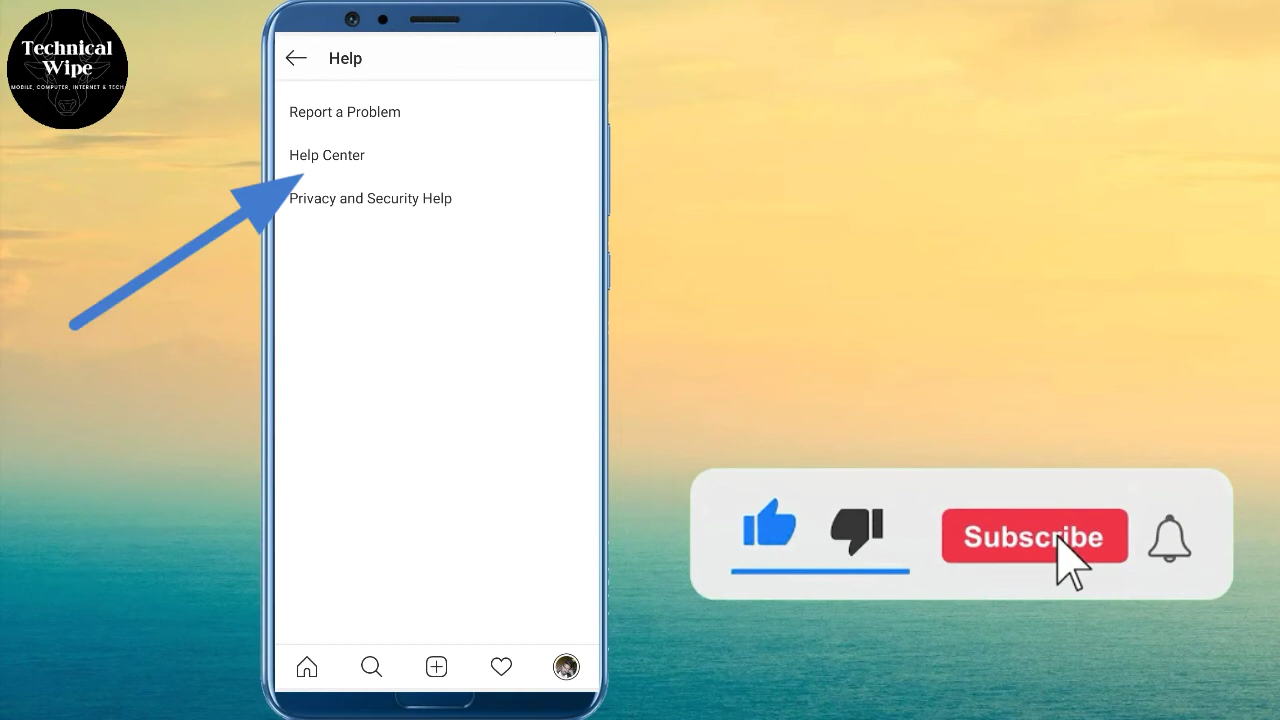 Technical
Wipe
MOBILE, COMPUTER, INTERNET & TECH
Help
Report a Problem
Help Center
Privacy and Security Help
Subscribe